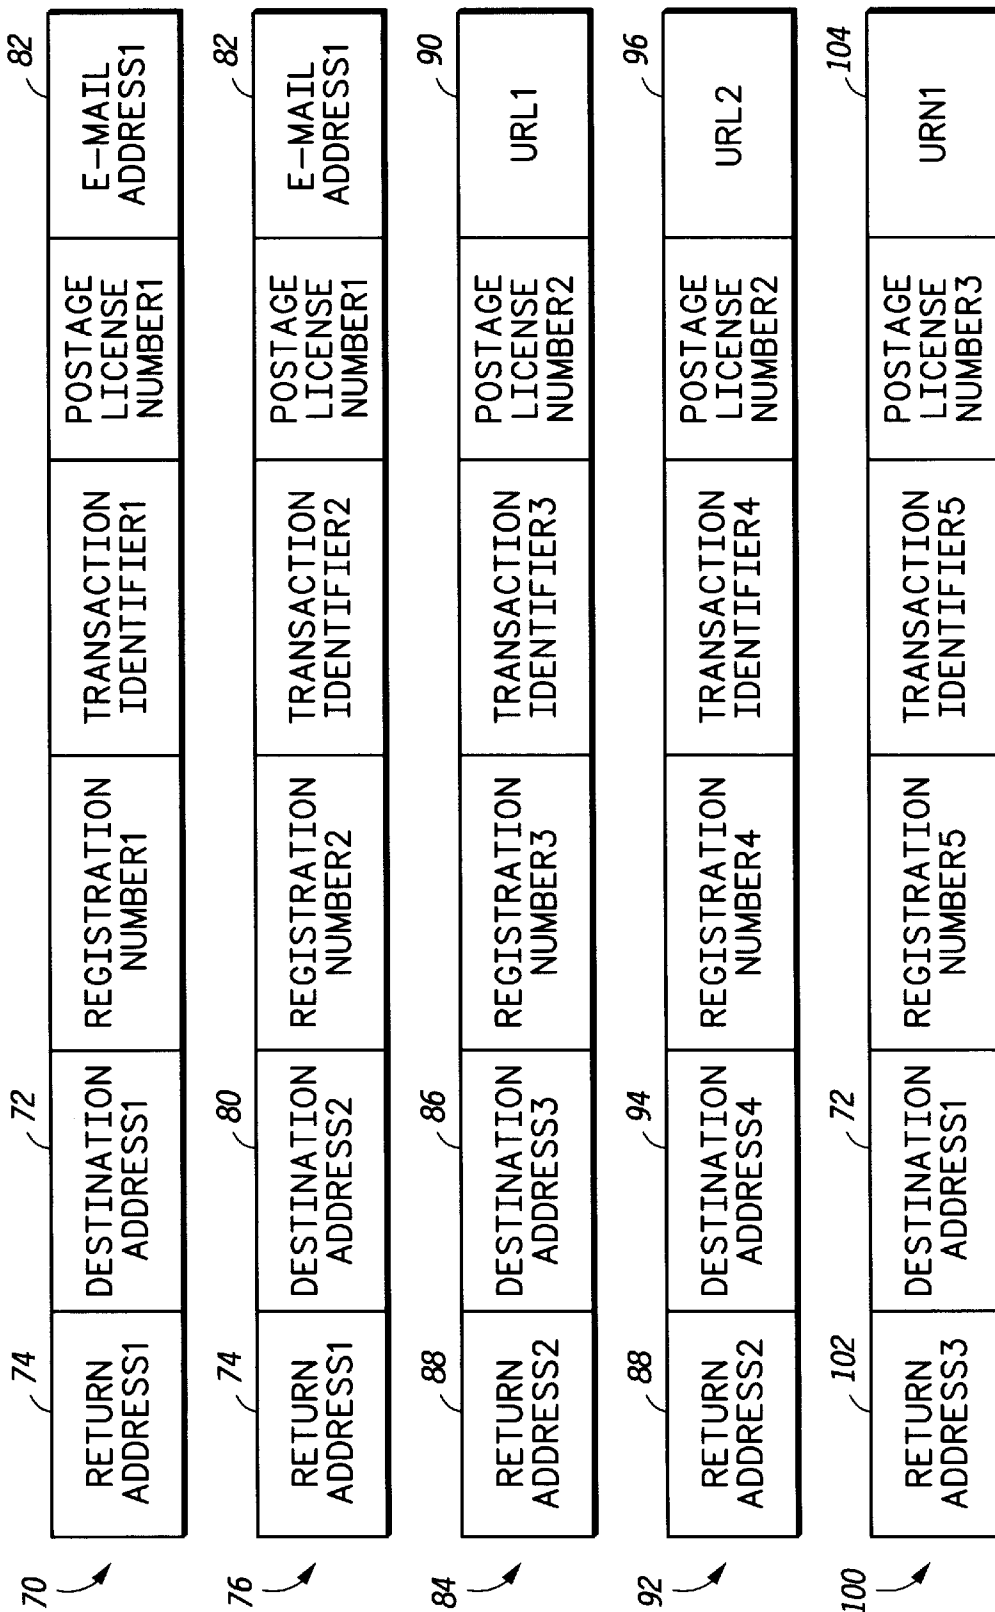 70
74
RETURN
ADDRESS1
72
DESTINATION
ADDRESS1
REGISTRATION
NUMBER1
TRANSACTION
IDENTIFIER1
POSTAGE
LICENSE
NUMBER1
82
E-MAIL
ADDRESS1
76
74
RETURN
ADDRESS1
80
DESTINATION
ADDRESS2
REGISTRATION
NUMBER2
TRANSACTION
IDENTIFIER2
POSTAGE
LICENSE
NUMBER1
82
E-MAIL
ADDRESS1
84
88
RETURN
ADDRESS2
86
DESTINATION
ADDRESS3
REGISTRATION
NUMBER3
TRANSACTION
IDENTIFIER3
POSTAGE
LICENSE
NUMBER2
90
URL1
92
88
RETURN
ADDRESS2
94
DESTINATION
ADDRESS4
REGISTRATION
NUMBER4
TRANSACTION
IDENTIFIER4
POSTAGE
LICENSE
NUMBER2
96
URL2
100
102
RETURN
ADDRESS3
72
DESTINATION
ADDRESS1
REGISTRATION
NUMBER5
TRANSACTION
IDENTIFIER5
POSTAGE
LICENSE
NUMBER3
104
URN1